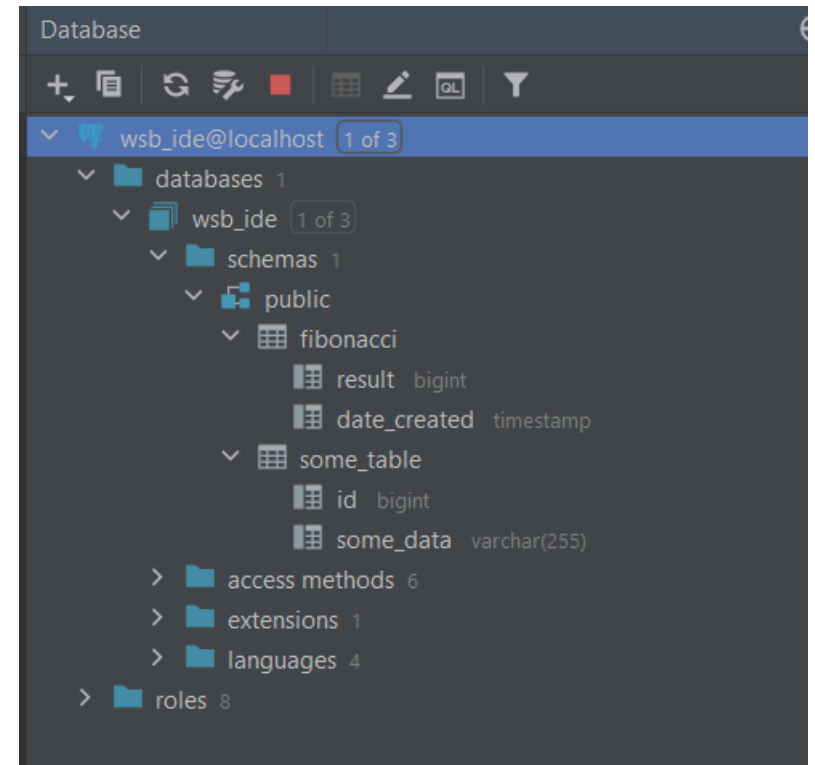 Database
QL
wsb_ide@localhost 1 of 3
databases 1
wsb_ide 1 of 3
schemas 1
public
fibonacci
result bigint
date_created timestamp
some_table
id bigint
some_data varchar(255)
access methods 6
extensions 1
languages 4
roles 8